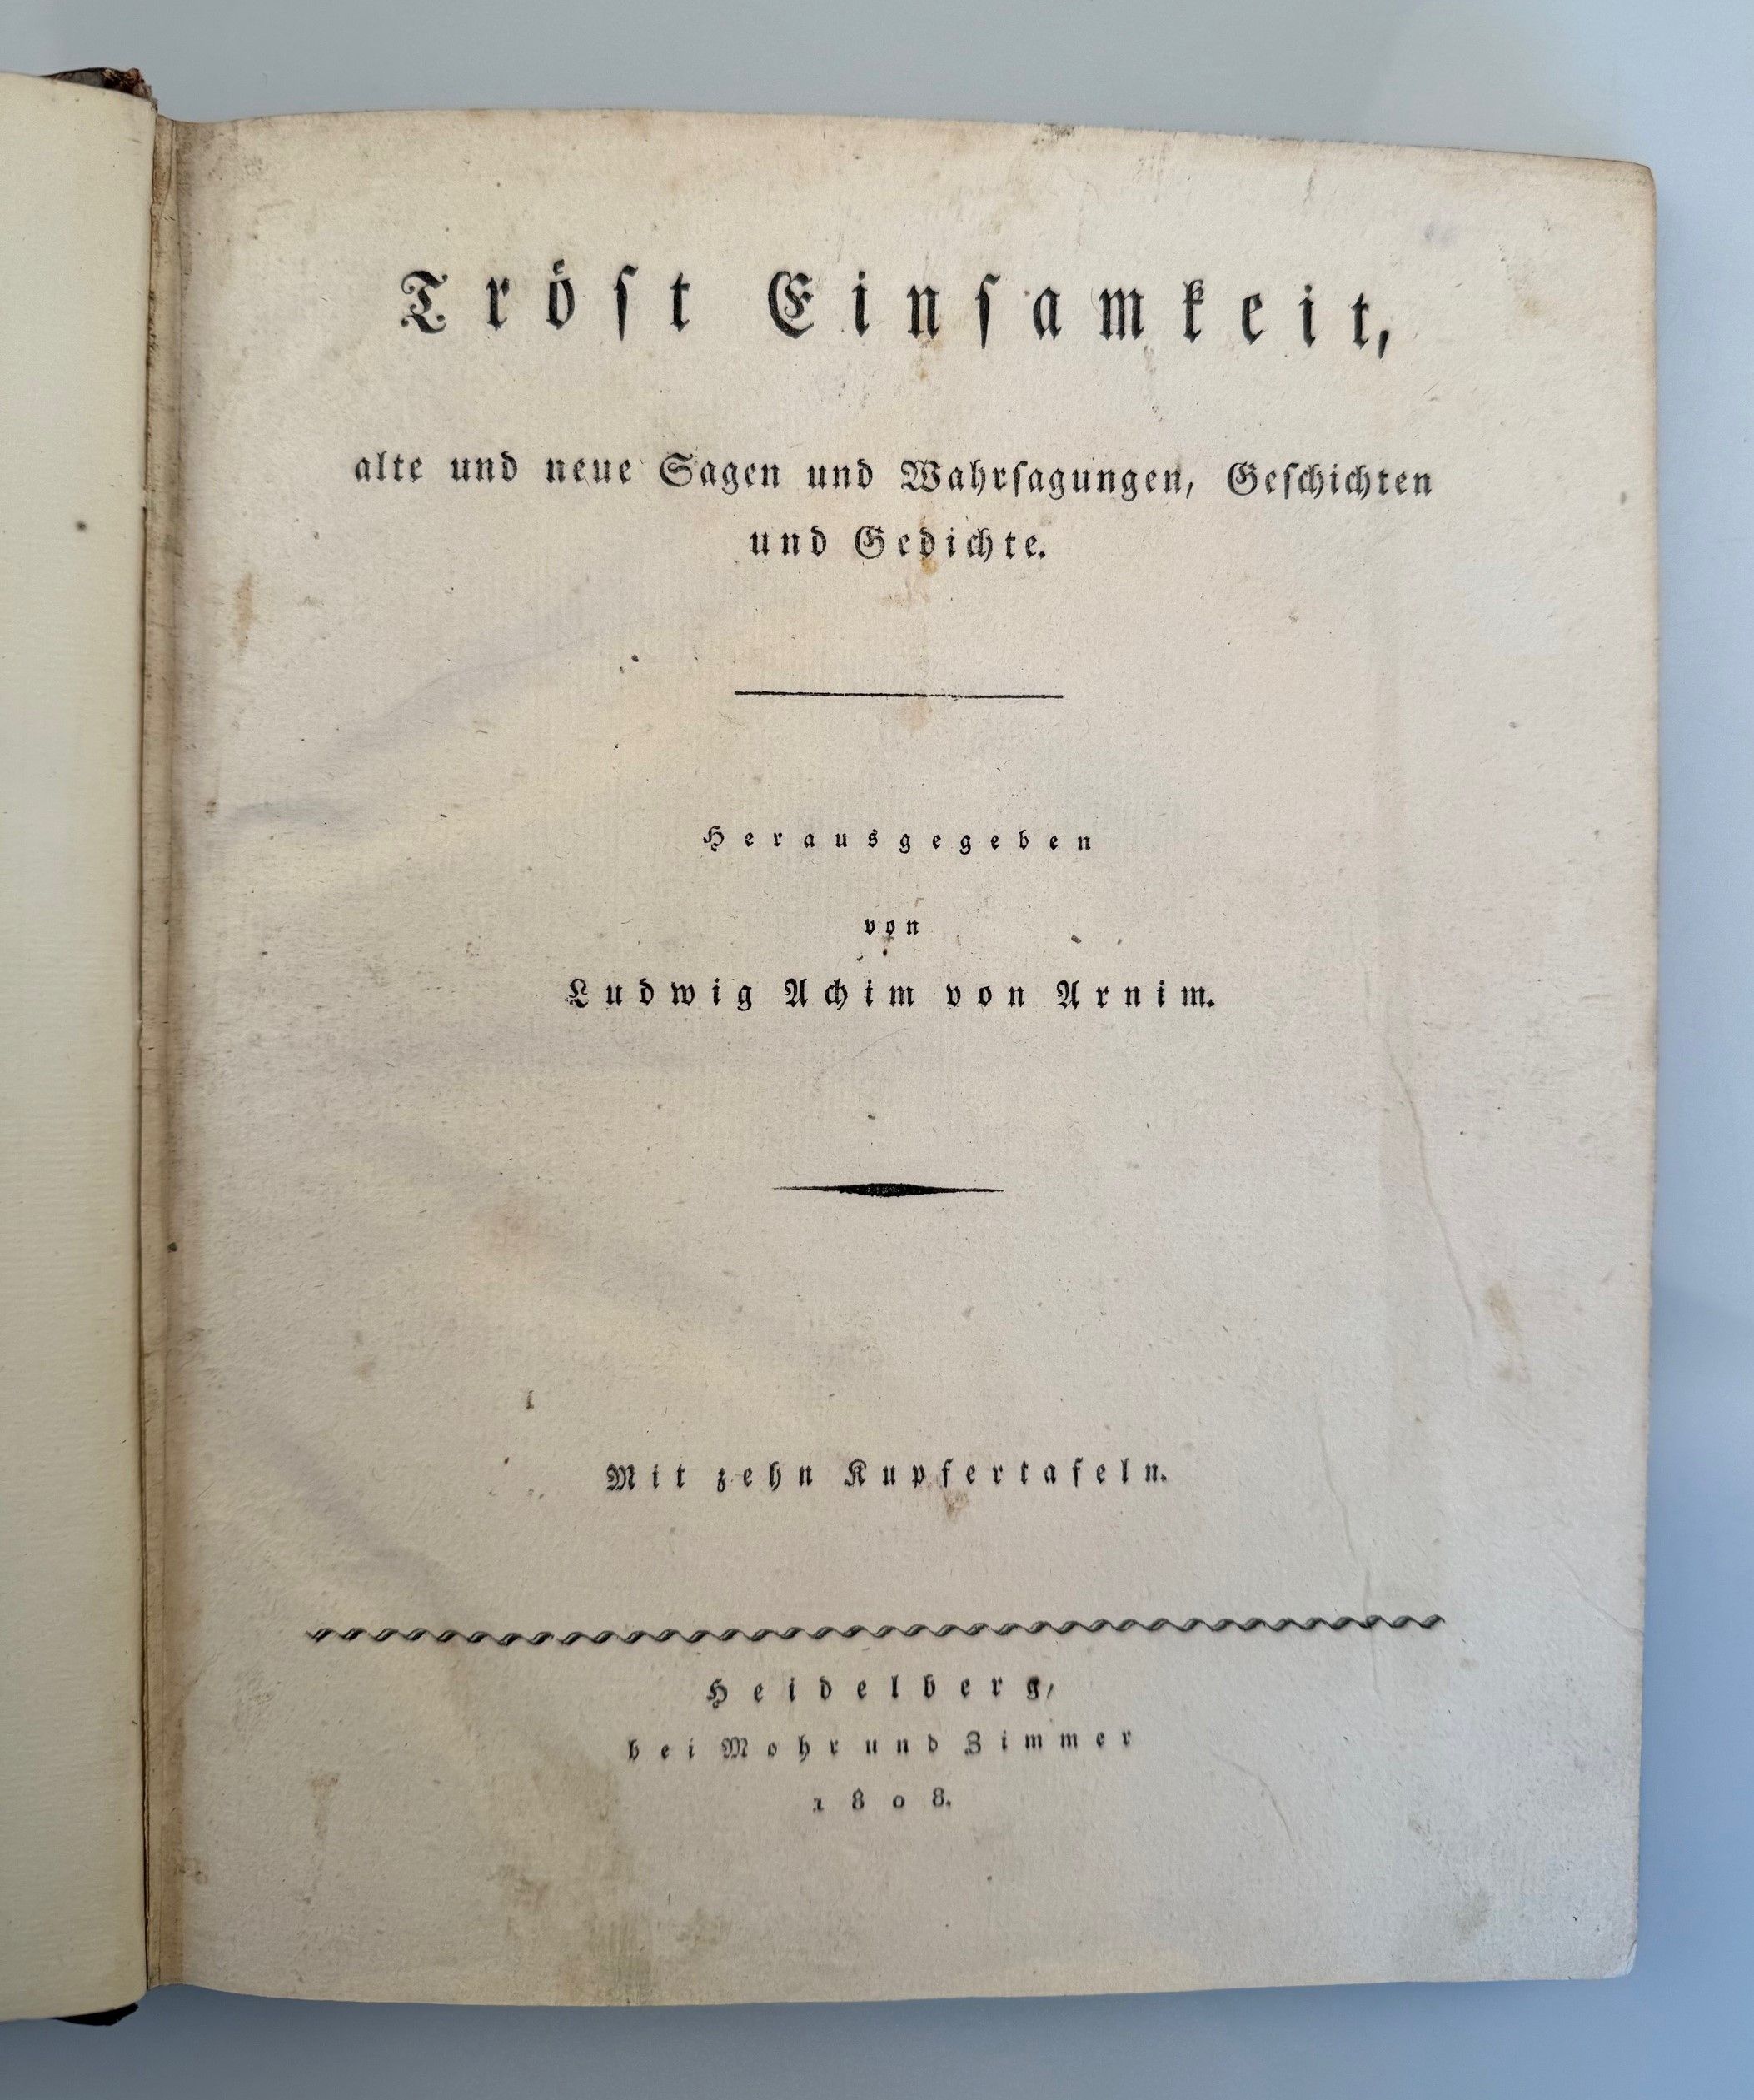 Tröſt Einſamkeit,
alte und neue Sagen und Wahrſagungen, Geſchichten
und Gedichte.
Herausgegeben
von
Ludwig Achim von Arnim.
Mit zehn Kupfertafeln.
Heidelberg,
bei Mohr und Zimmer
1808.